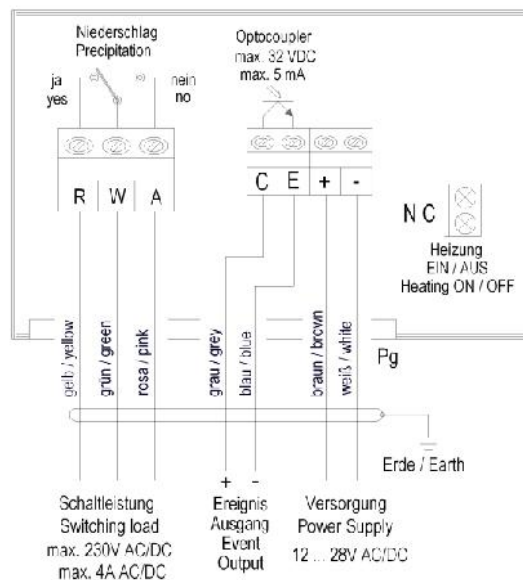 Niederschlag
Precipitation
ja
yes
nein
no
Optocoupler
max. 32 VDC
max. 5 mA
R W A
C E + -
N C
Heizung
EIN / AUS
Heating ON / OFF
gelb / yellow
grün / green
rosa / pink
grau / grey
blau / blue
braun / brown
weiß / white
Pg
Erde / Earth
+ -
Schaltleistung
Switching load
max. 230V AC/DC
max. 4A AC/DC
Ereignis
Ausgang
Event
Output
Versorgung
Power Supply
12 ... 28V AC/DC